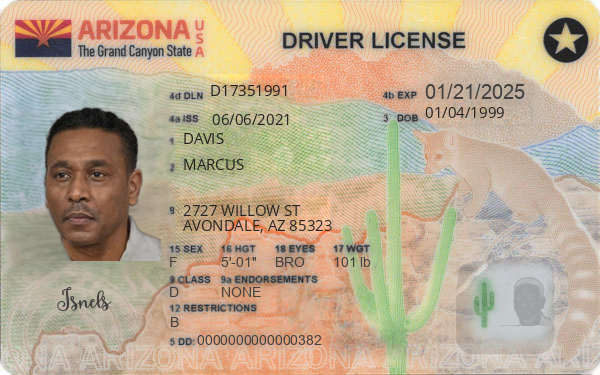 ARIZONA USA
The Grand Canyon State
DRIVER LICENSE
4d DLN D17351991
4b EXP 01/21/2025
4a ISS 06/06/2021
3 DOB 01/04/1999
1 DAVIS
2 MARCUS
8 2727 WILLOW ST
AVONDALE, AZ 85323
15 SEX 16 HGT 18 EYES 17 WGT
F 5'-01" BRO 101 lb
9 CLASS 9a ENDORSEMENTS
D NONE
12 RESTRICTIONS
B
Jsnels
5 DD: 0000000000000382
ARIZONA ARIZONA ARIZONA ARIZONA